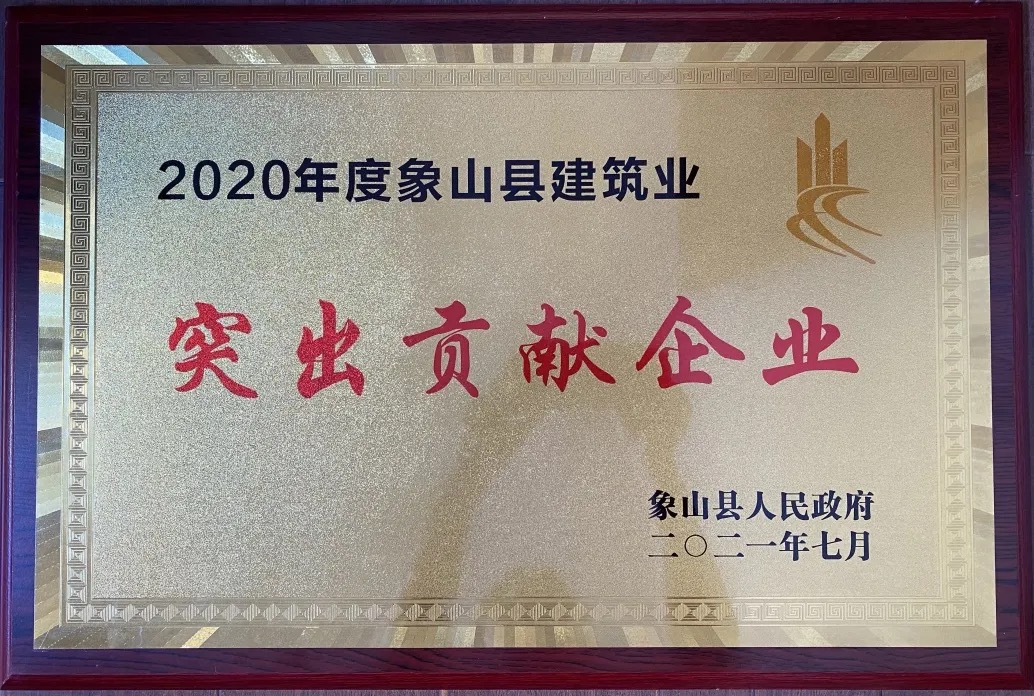 2020年度象山县建筑业
突出贡献企业
象山县人民政府
二〇二一年七月